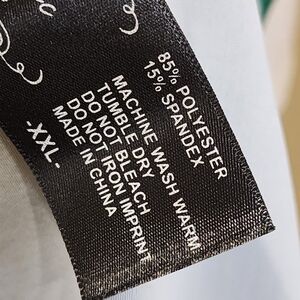 -XXL-
85% POLYESTER
15% SPANDEX
MACHINE WASH WARM
TUMBLE DRY
DO NOT BLEACH
DO NOT IRON IMPRINT
MADE IN CHINA